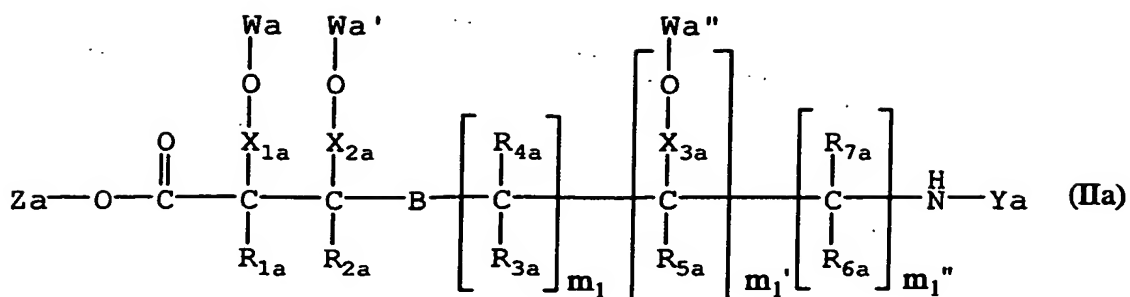 Wa Wa' Wa"
O O O
O X1a X2a R4a X3a R7a H
Za—O—C—C—C—B—C—C—C—N—Ya (IIa)
R1a R2a R3a R5a R6a
m1 m1' m1"